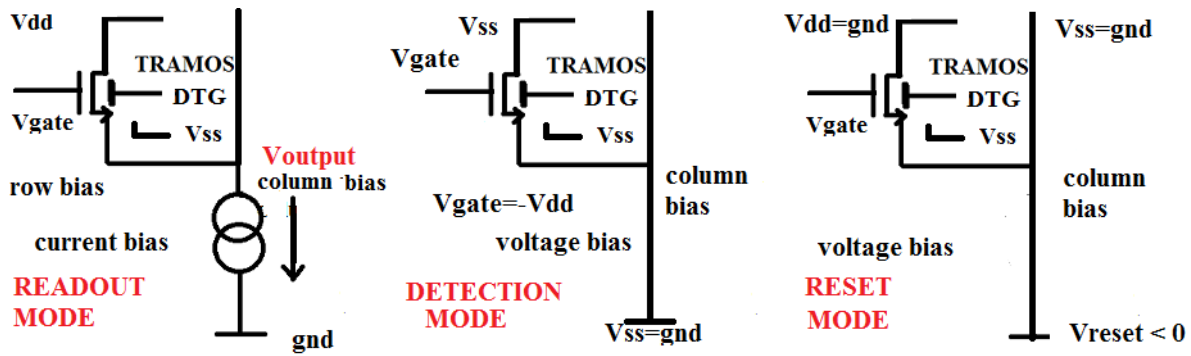 Vdd
TRAMOS
DTG
Vgate
Vss
Voutput
column bias
row bias
current bias
READOUT
MODE
gnd
Vss
Vgate
TRAMOS
DTG
Vss
column
bias
Vgate=-Vdd
voltage bias
DETECTION
MODE
Vss=gnd
Vdd=gnd
Vss=gnd
TRAMOS
DTG
Vgate
Vss
column
bias
voltage bias
RESET
MODE
Vreset < 0